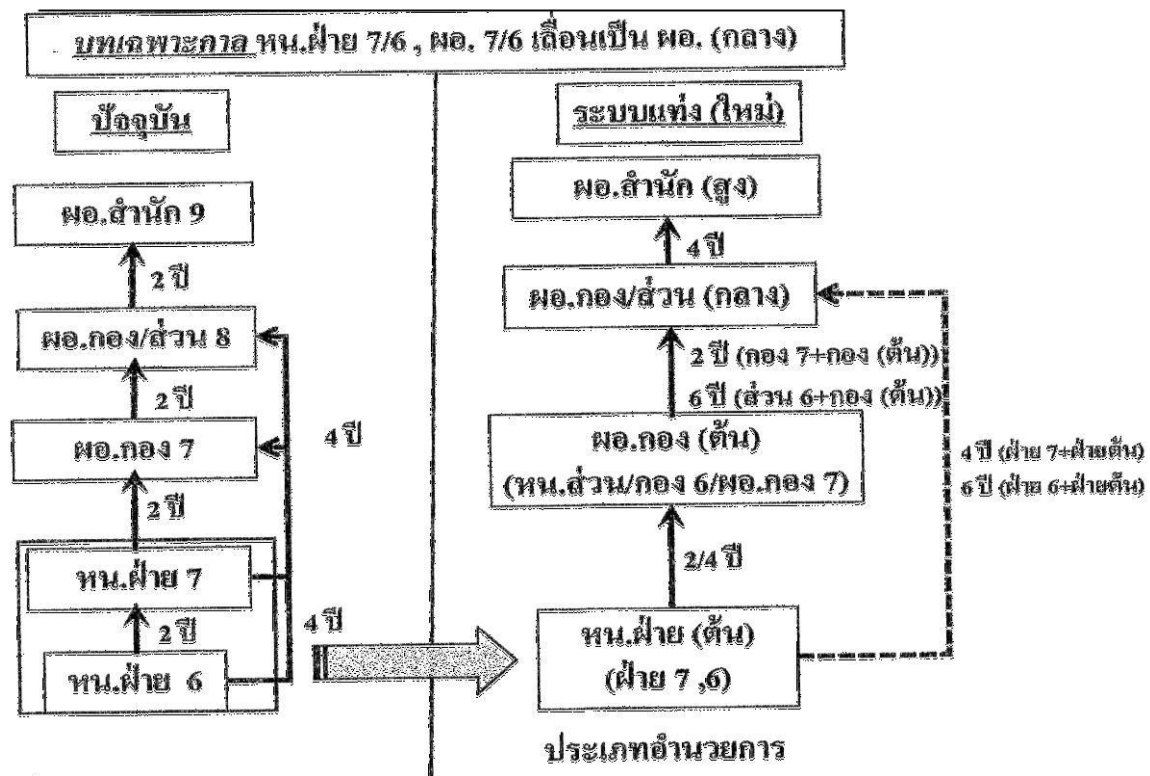 บทเฉพาะกาล หน.ฝ่าย 7/6 , ผอ. 7/6 เลื่อนเป็น ผอ. (กลาง)
ปัจจุบัน
ผอ.สำนัก 9
2 ปี
ผอ.กอง/ส่วน 8
2 ปี
ผอ.กอง 7
4 ปี
2 ปี
หน.ฝ่าย 7
2 ปี
4 ปี
หน.ฝ่าย 6
ระบบแท่ง (ใหม่)
ผอ.สำนัก (สูง)
4 ปี
ผอ.กอง/ส่วน (กลาง)
2 ปี (กอง 7+กอง (ต้น))
6 ปี (ส่วน 6+กอง (ต้น))
ผอ.กอง (ต้น)
(หน.ส่วน/กอง 6/ผอ.กอง 7)
4 ปี (ฝ่าย 7+ฝ่ายต้น)
6 ปี (ฝ่าย 6+ฝ่ายต้น)
2/4 ปี
หน.ฝ่าย (ต้น)
(ฝ่าย 7 ,6)
ประเภทอำนวยการ